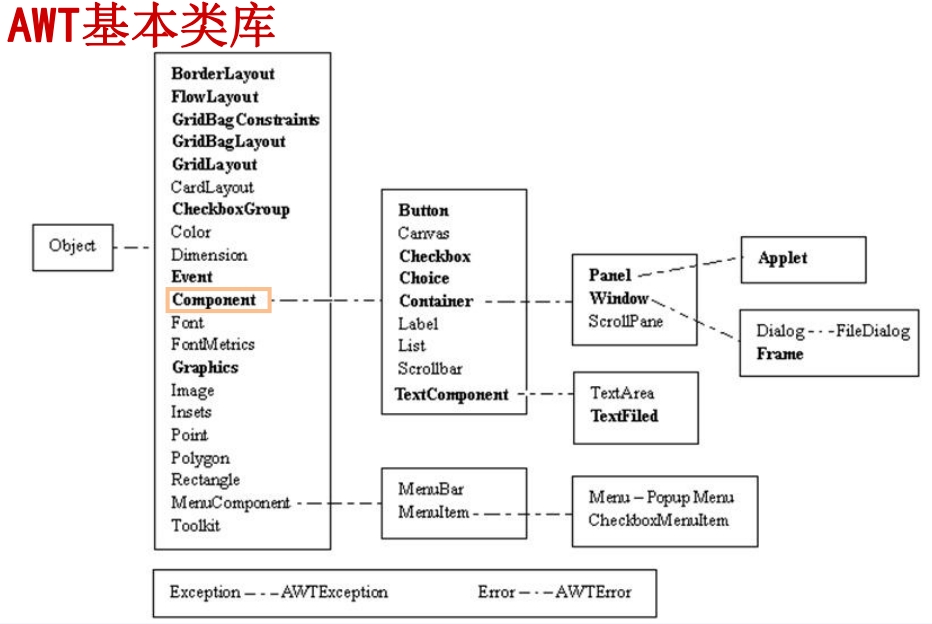 AWT基本类库
BorderLayout
FlowLayout
GridBagConstraints
GridBagLayout
GridLayout
CardLayout
CheckboxGroup
Color
Dimension
Event
Component
Font
FontMetrics
Graphics
Image
Insets
Point
Polygon
Rectangle
MenuComponent
Toolkit
Object
Button
Canvas
Checkbox
Choice
Container
Label
List
Scrollbar
TextComponent
Panel
Window
ScrollPane
Applet
Dialog - · - FileDialog
Frame
TextArea
TextFiled
MenuBar
MenuItem
Menu – Popup Menu
CheckboxMenuItem
Exception – · – AWTException
Error – · – AWTError